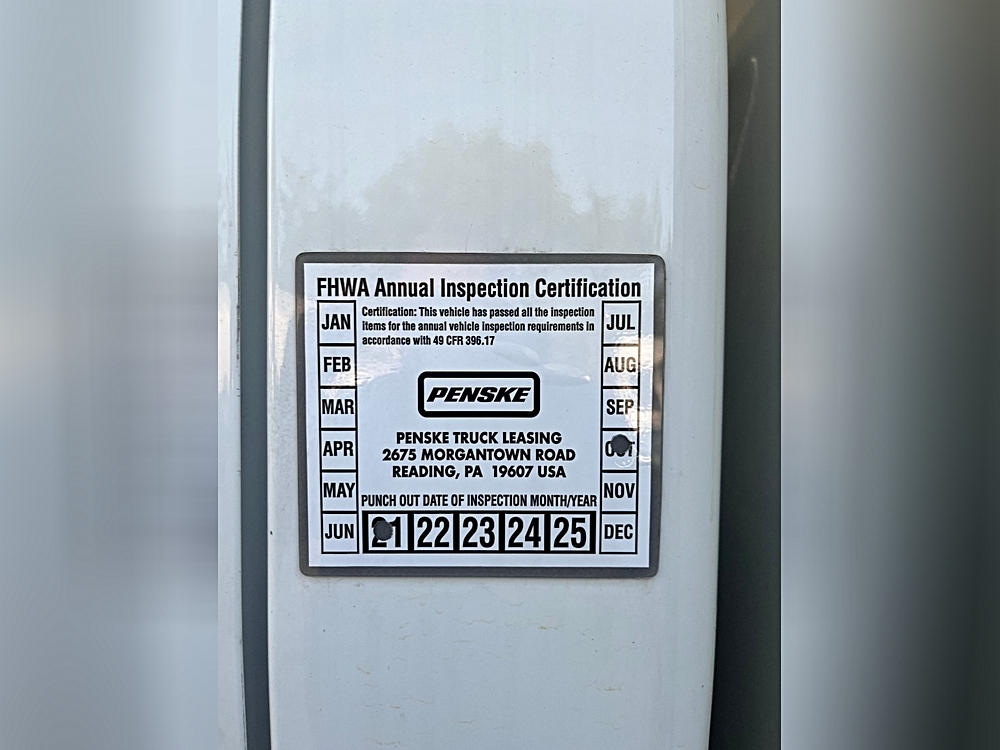 FHWA Annual Inspection Certification
Certification: This vehicle has passed all the inspection
items for the annual vehicle inspection requirements in
accordance with 49 CFR 396.17
JAN
FEB
MAR
APR
MAY
JUN
PENSKE
PENSKE TRUCK LEASING
2675 MORGANTOWN ROAD
READING, PA 19607 USA
PUNCH OUT DATE OF INSPECTION MONTH/YEAR
21 22 23 24 25
JUL
AUG
SEP
OCT
NOV
DEC